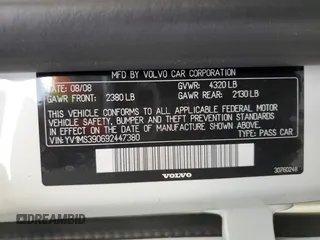 MFD BY VOLVO CAR CORPORATION
DATE: 08/08 GVWR: 4320 LB
GAWR FRONT: 2380 LB GAWR REAR: 2130 LB
THIS VEHICLE CONFORMS TO ALL APPLICABLE FEDERAL MOTOR
VEHICLE SAFETY, BUMPER AND THEFT PREVENTION STANDARDS
IN EFFECT ON THE DATE OF MANUFACTURE SHOWN ABOVE.
VIN: YV1MS390692447380 TYPE: PASS CAR
VOLVO 30760248
DREAMBID